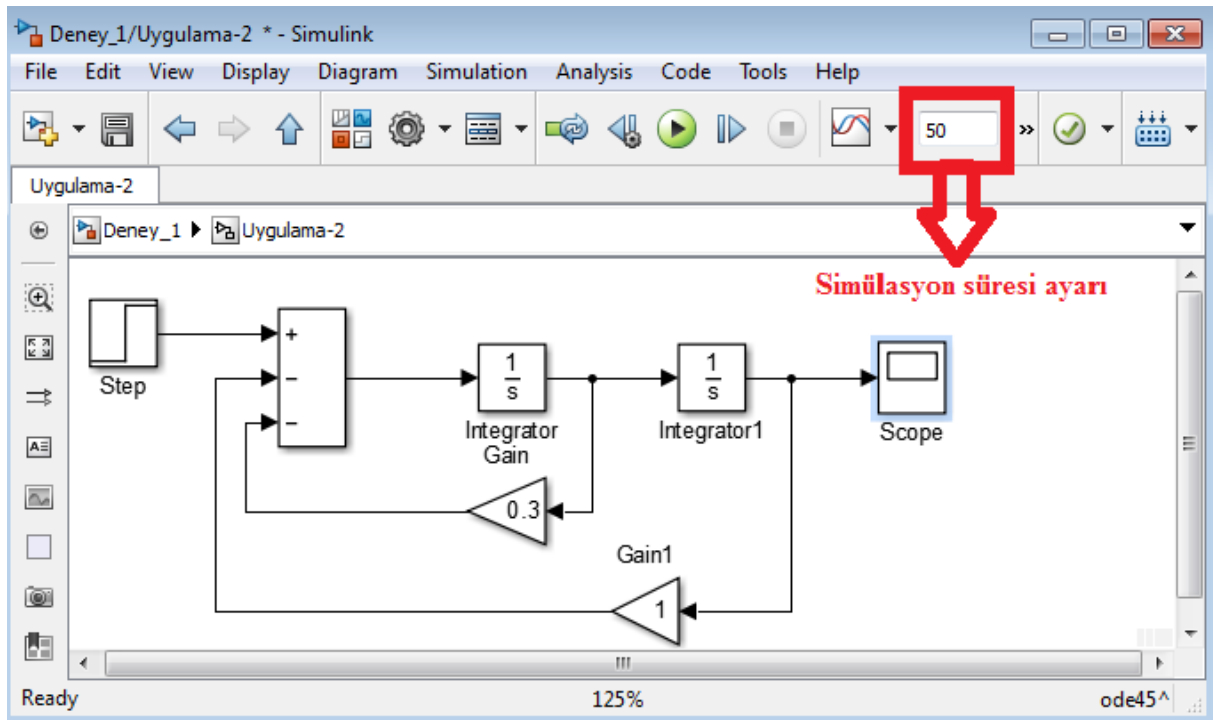 Deney_1/Uygulama-2 * - Simulink
File Edit View Display Diagram Simulation Analysis Code Tools Help
50
»
Uygulama-2
Deney_1 Uygulama-2
Simülasyon süresi ayarı
+
−
−
Step
1
s
Integrator
1
s
Integrator1
Scope
Gain
0.3
Gain1
1
Ready 125% ode45^